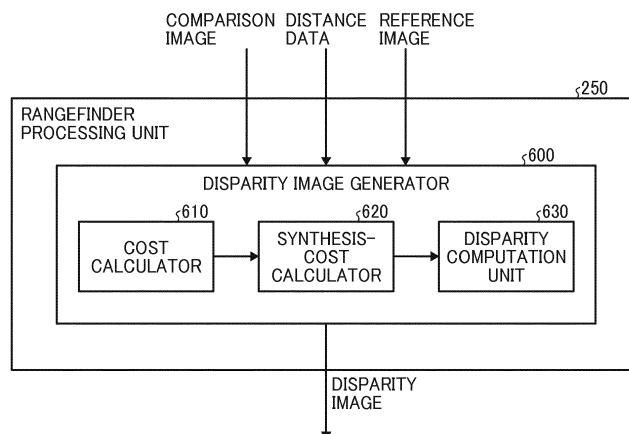 COMPARISON
IMAGE
DISTANCE
DATA
REFERENCE
IMAGE
250
RANGEFINDER
PROCESSING UNIT
600
DISPARITY IMAGE GENERATOR
610
COST
CALCULATOR
620
SYNTHESIS-
COST
CALCULATOR
630
DISPARITY
COMPUTATION
UNIT
DISPARITY
IMAGE